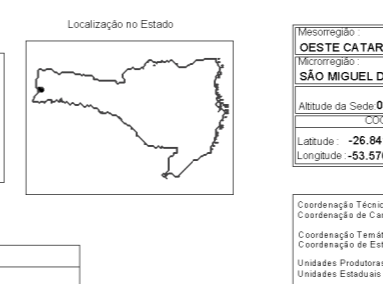 Localização no Estado
Mesorregião :
OESTE CATAR
Microrregião :
SÃO MIGUEL D
Altitude da Sede:0
COO
Latitude : -26.84
Longitude :-53.570
Coordenação Técnic
Coordenação de Car
Coordenação Temát
Coordenação de Est
Unidades Produtoras
Unidades Estaduais